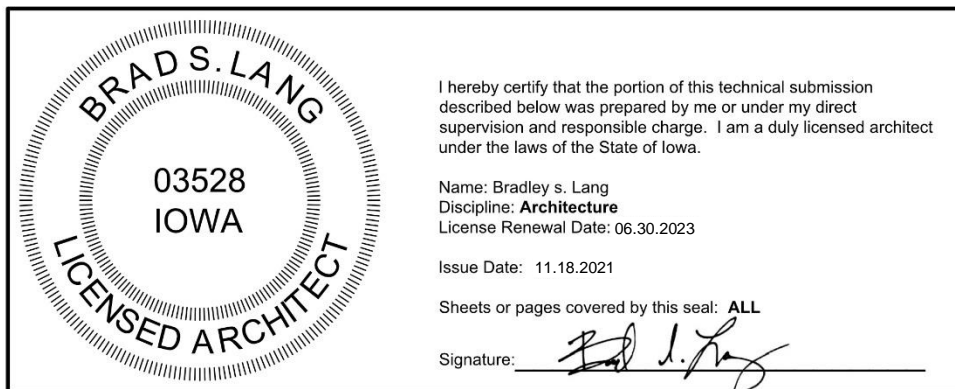 BRAD S. LANG
03528
IOWA
LICENSED ARCHITECT
I hereby certify that the portion of this technical submission
described below was prepared by me or under my direct
supervision and responsible charge. I am a duly licensed architect
under the laws of the State of Iowa.
Name: Bradley s. Lang
Discipline: Architecture
License Renewal Date: 06.30.2023
Issue Date: 11.18.2021
Sheets or pages covered by this seal: ALL
Signature: Brad S. Lang